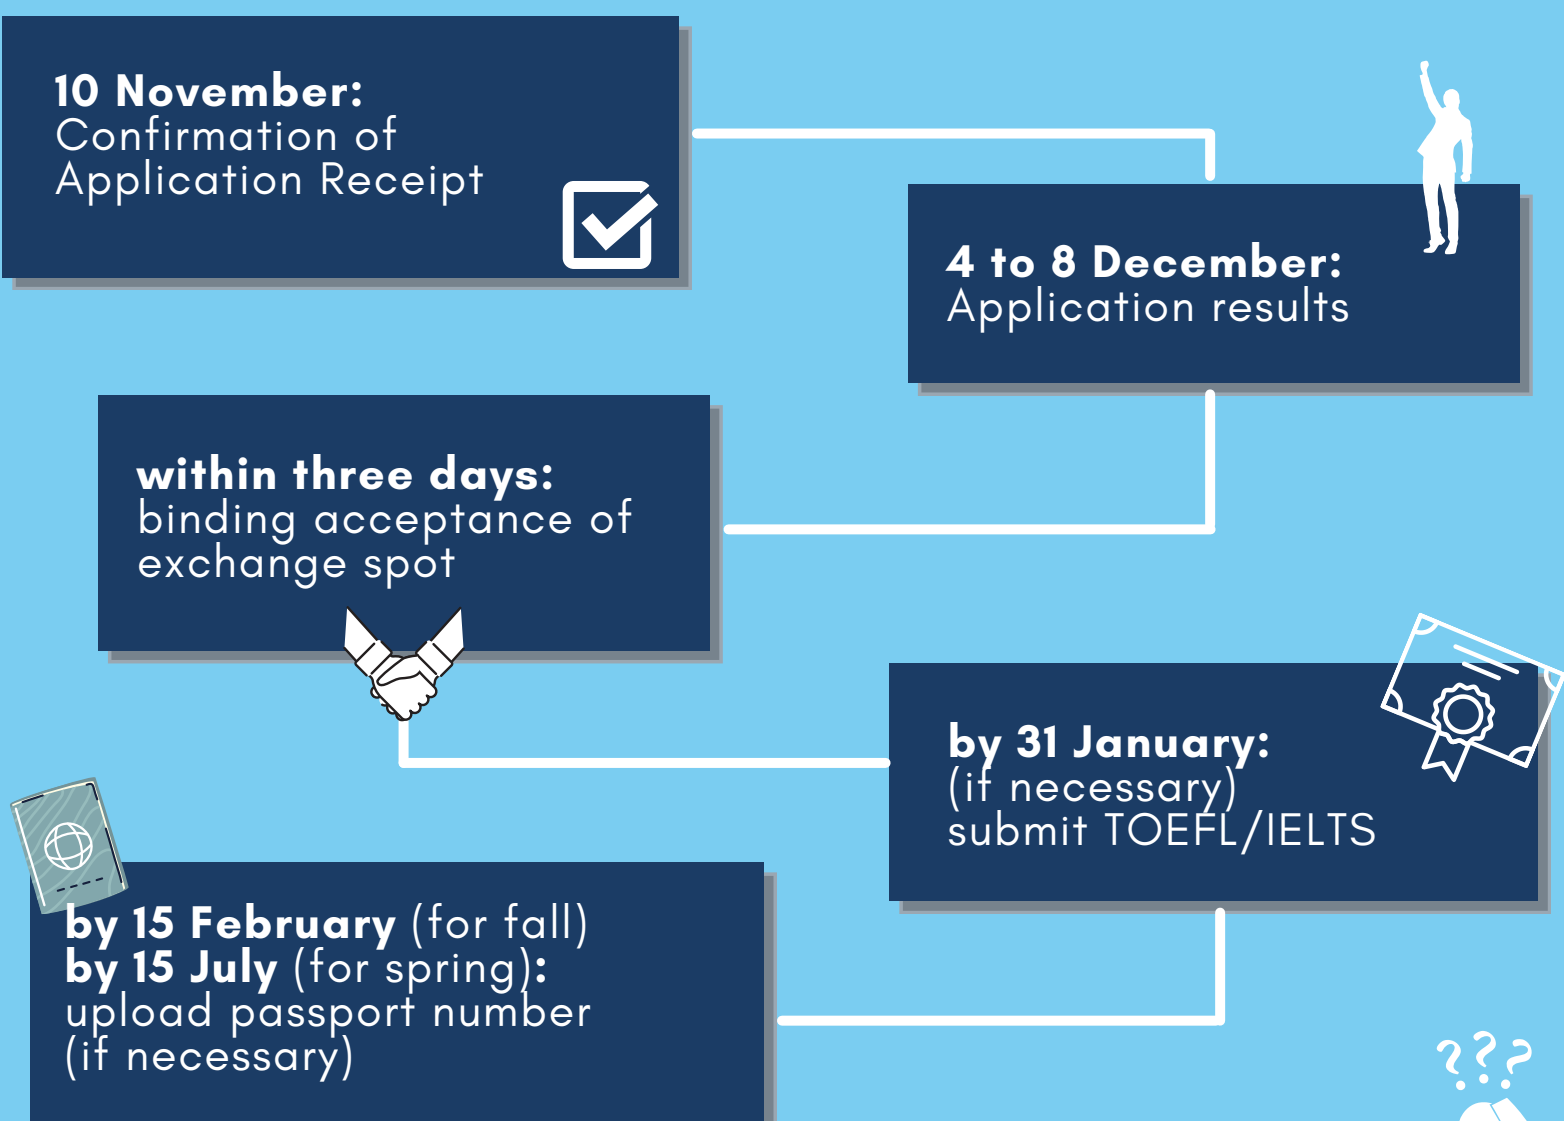 10 November:
Confirmation of
Application Receipt
4 to 8 December:
Application results
within three days:
binding acceptance of
exchange spot
by 31 January:
(if necessary)
submit TOEFL/IELTS
by 15 February (for fall)
by 15 July (for spring):
upload passport number
(if necessary)
???